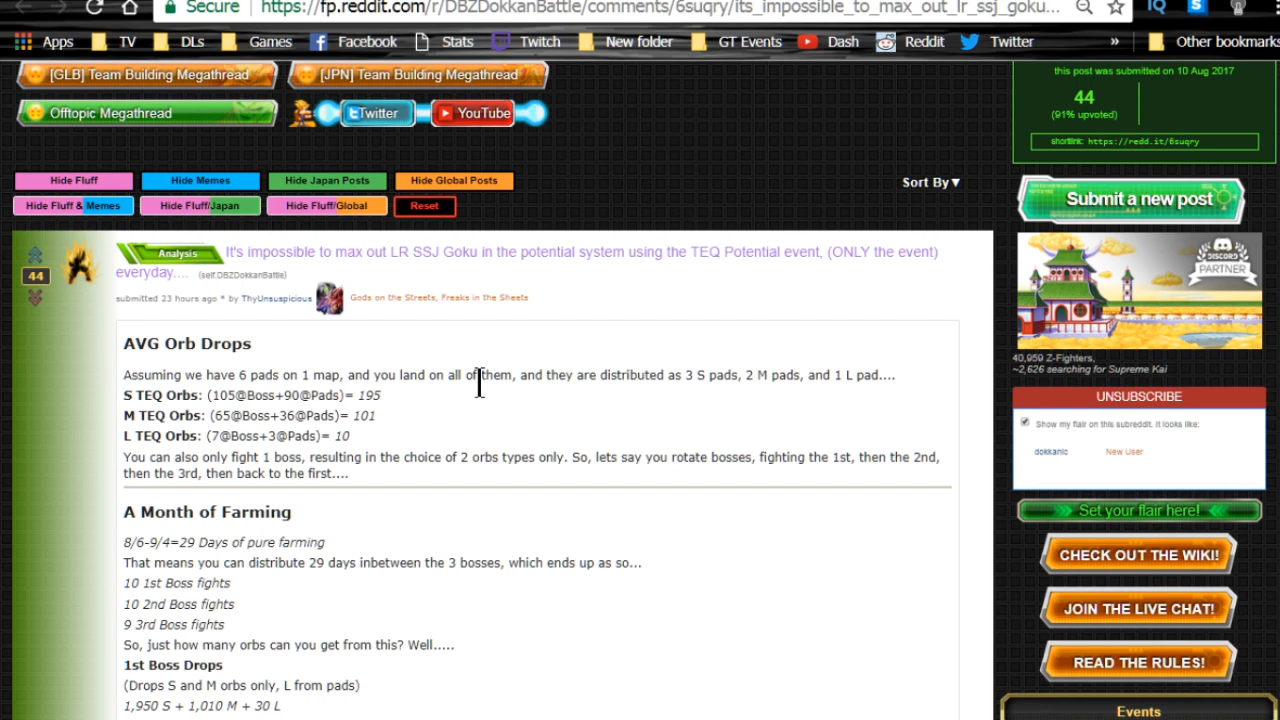 Secure https://fp.reddit.com/r/DBZDokkanBattle/comments/6suqry/its_impossible_to_max_out_lr_ssj_goku...
Apps TV DLs Games Facebook Stats Twitch New folder GT Events Dash Reddit Twitter » Other bookmarks
[GLB] Team Building Megathread [JPN] Team Building Megathread
Offtopic Megathread Twitter YouTube
Hide Fluff Hide Memes Hide Japan Posts Hide Global Posts
Hide Fluff & Memes Hide Fluff/Japan Hide Fluff/Global Reset
Sort By▼
44
Analysis It's impossible to max out LR SSJ Goku in the potential system using the TEQ Potential event, (ONLY the event)
everyday.... (self.DBZDokkanBattle)
submitted 23 hours ago * by ThyUnsuspicious Gods on the Streets, Freaks in the Sheets
AVG Orb Drops
Assuming we have 6 pads on 1 map, and you land on all of them, and they are distributed as 3 S pads, 2 M pads, and 1 L pad....
S TEQ Orbs: (105@Boss+90@Pads)= 195
M TEQ Orbs: (65@Boss+36@Pads)= 101
L TEQ Orbs: (7@Boss+3@Pads)= 10
You can also only fight 1 boss, resulting in the choice of 2 orbs types only. So, lets say you rotate bosses, fighting the 1st, then the 2nd,
then the 3rd, then back to the first....
A Month of Farming
8/6-9/4=29 Days of pure farming
That means you can distribute 29 days inbetween the 3 bosses, which ends up as so...
10 1st Boss fights
10 2nd Boss fights
9 3rd Boss fights
So, just how many orbs can you get from this? Well.....
1st Boss Drops
(Drops S and M orbs only, L from pads)
1,950 S + 1,010 M + 30 L
this post was submitted on 10 Aug 2017
44
(91% upvoted)
shortlink: https://redd.it/6suqry
Submit a new post
DISCORD
PARTNER
40,959 Z-Fighters,
~2,626 searching for Supreme Kai
UNSUBSCRIBE
Show my flair on this subreddit. It looks like:
dokkanic New User
Set your flair here!
CHECK OUT THE WIKI!
JOIN THE LIVE CHAT!
READ THE RULES!
Events